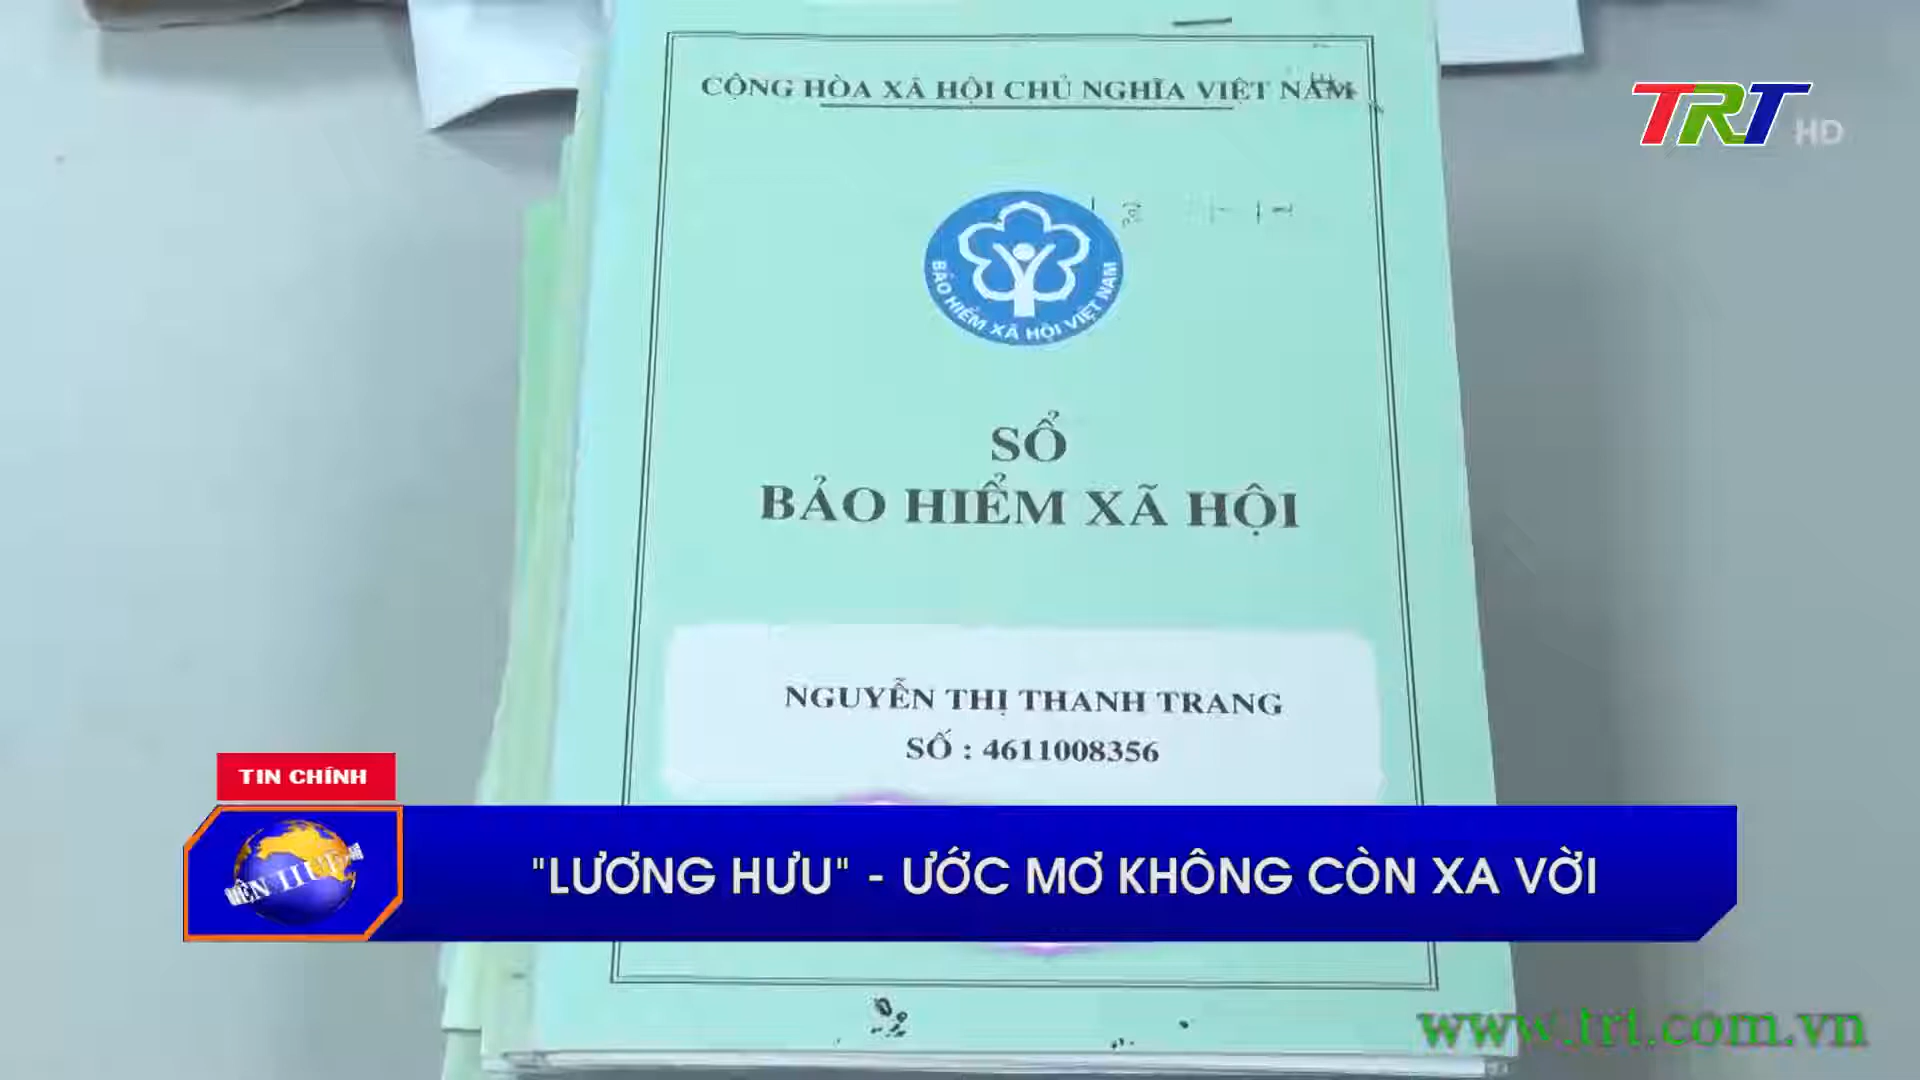 CỘNG HÒA XÃ HỘI CHỦ NGHĨA VIỆT NAM
TRT HD
BẢO HIỂM XÃ HỘI VIỆT NAM
SỔ
BẢO HIỂM XÃ HỘI
NGUYỄN THỊ THANH TRANG
SỐ : 4611008356
TIN CHÍNH
"LƯƠNG HƯU" - ƯỚC MƠ KHÔNG CÒN XA VỜI
www.trt.com.vn